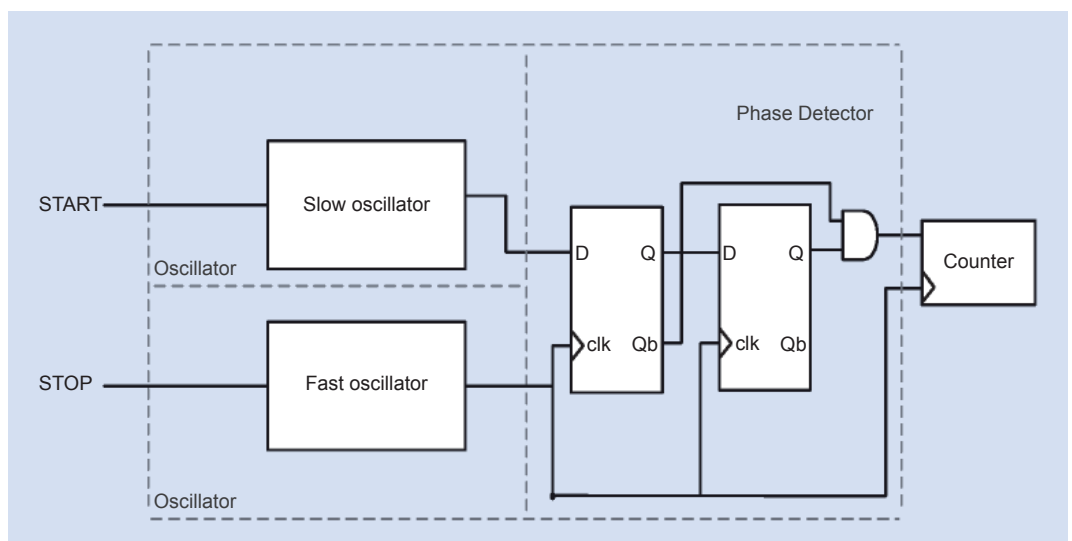 Phase Detector
START
Slow oscillator
Oscillator
D
Q
clk
Qb
D
Q
clk
Qb
Counter
STOP
Fast oscillator
Oscillator